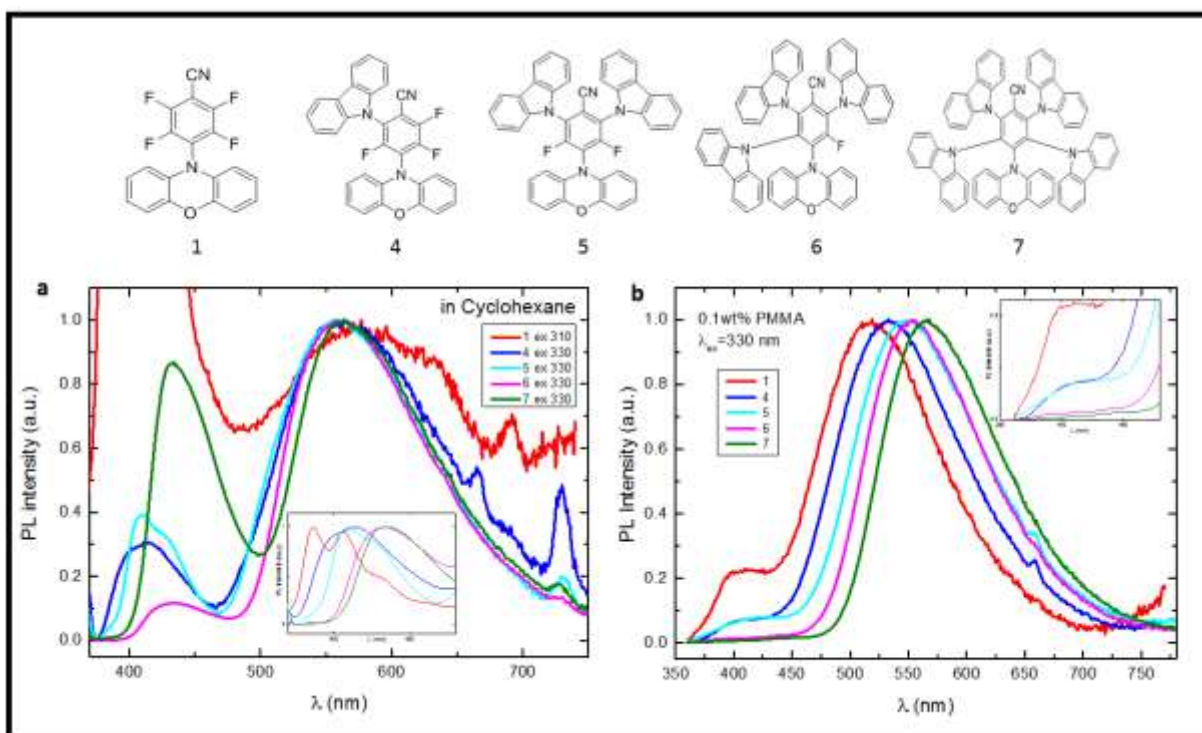 CN
F F
F F
N
O
1
N CN
F
F F
N
O
4
N CN N
F F
N
O
5
N CN N
N F
N
O
6
N CN N
N N N
O
7
a
in Cyclohexane
1 ex 310
4 ex 330
5 ex 330
6 ex 330
7 ex 330
PL intensity (a.u.)
1.0
0.8
0.6
0.4
0.2
0.0
400 500 600 700
λ (nm)
b
0.1wt% PMMA
λex=330 nm
1
4
5
6
7
PL Intensity (a.u.)
1.0
0.8
0.6
0.4
0.2
0.0
350 400 450 500 550 600 650 700 750
λ (nm)